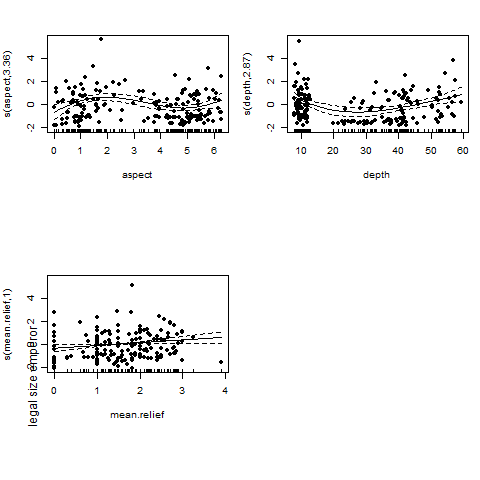 s(aspect,3.36)
4
2
0
-2
0 1 2 3 4 5 6
aspect
s(depth,2.87)
4
2
0
-2
10 20 30 40 50 60
depth
s(mean.relief,1)
4
2
0
-2
0 1 2 3 4
mean.relief
legal size emperor